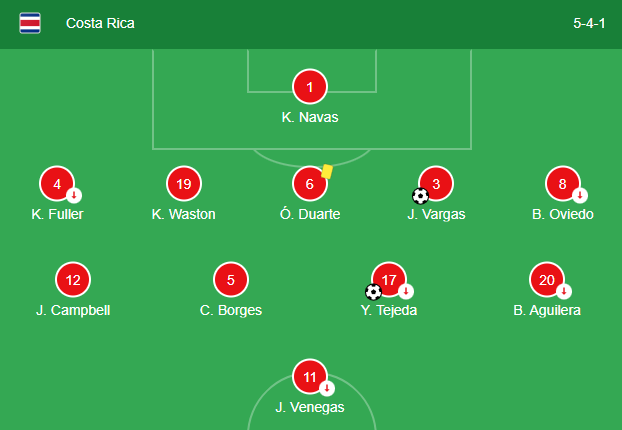 Costa Rica 5-4-1
1
K. Navas
4 19 6 3 8
K. Fuller K. Waston Ó. Duarte J. Vargas B. Oviedo
12 5 17 20
J. Campbell C. Borges Y. Tejeda B. Aguilera
11
J. Venegas